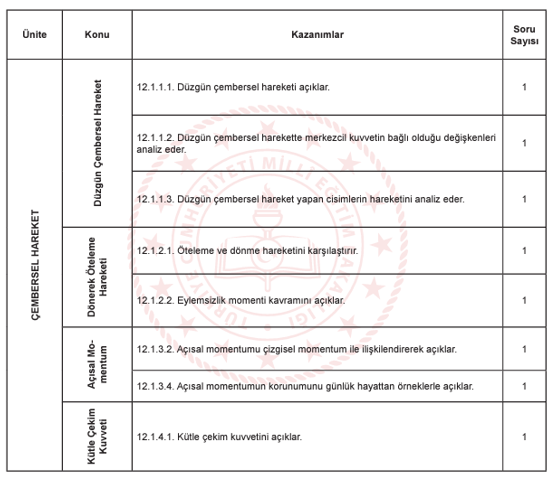 Ünite
Konu
Kazanımlar
Soru
Sayısı
ÇEMBERSEL HAREKET
Düzgün Çembersel Hareket
12.1.1.1. Düzgün çembersel hareketi açıklar.
1
12.1.1.2. Düzgün çembersel harekette merkezcil kuvvetin bağlı olduğu değişkenleri
analiz eder.
1
12.1.1.3. Düzgün çembersel hareket yapan cisimlerin hareketini analiz eder.
1
Dönerek Öteleme
Hareketi
12.1.2.1. Öteleme ve dönme hareketini karşılaştırır.
1
12.1.2.2. Eylemsizlik momenti kavramını açıklar.
1
Açısal Mo-
mentum
12.1.3.2. Açısal momentumu çizgisel momentum ile ilişkilendirerek açıklar.
1
12.1.3.4. Açısal momentumun korunumunu günlük hayattan örneklerle açıklar.
1
Kütle Çekim
Kuvveti
12.1.4.1. Kütle çekim kuvvetini açıklar.
1
TÜRKİYE CUMHURİYETİ MİLLİ EĞİTİM BAKANLIĞI